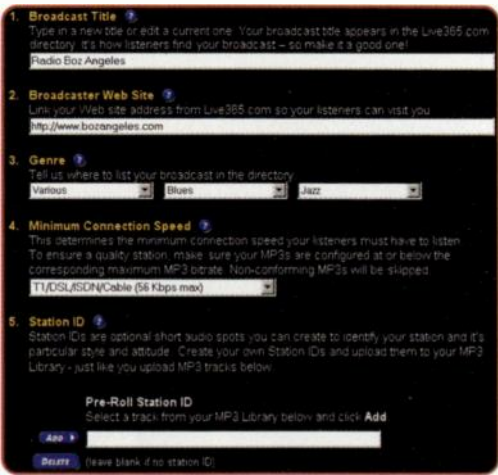 1. Broadcast Title ?
Type in a new title or edit a current one. Your broadcast title appears in the Live365.com
directory. It's how listeners find your broadcast – so make it a good one!
Radio Boz Angeles
2. Broadcaster Web Site ?
Link your Web site address from Live365.com so your listeners can visit you
http://www.bozangeles.com
3. Genre ?
Tell us where to list your broadcast in the directory
Various Blues Jazz
4. Minimum Connection Speed ?
This determines the minimum connection speed your listeners must have to listen.
To ensure a quality station, make sure your MP3s are configured at or below the
corresponding maximum MP3 bitrate. Non-conforming MP3s will be skipped.
T1/DSL/ISDN/Cable (56 Kbps max)
5. Station ID ?
Station IDs are optional short audio spots you can create to identify your station and it's
particular style and attitude. Create your own Station IDs and upload them to your MP3
Library - just like you upload MP3 tracks below.
Pre-Roll Station ID
Select a track from your MP3 Library below and click Add
ADD
DELETE (leave blank if no station ID)